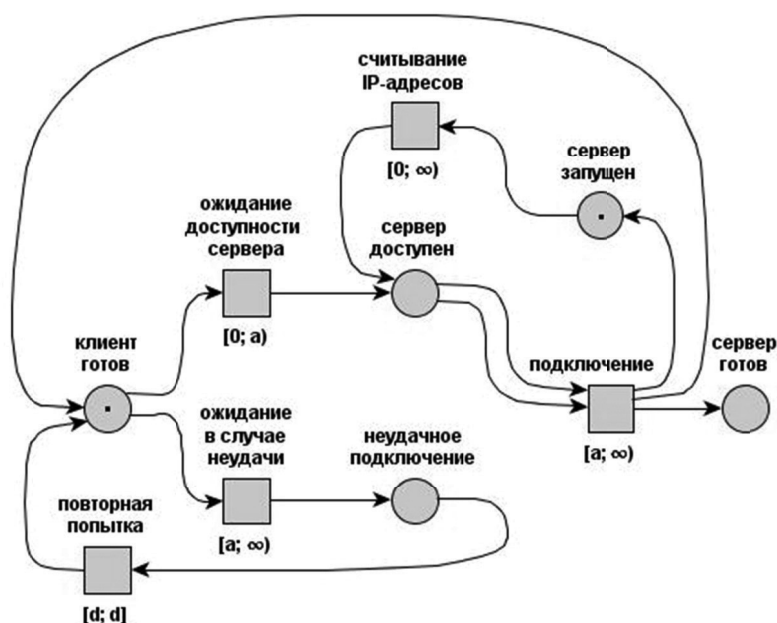 считывание
IP-адресов
[0; ∞)
сервер
запущен
ожидание
доступности
сервера
[0; a)
сервер
доступен
клиент
готов
подключение
[a; ∞)
сервер
готов
ожидание
в случае
неудачи
[a; ∞)
неудачное
подключение
повторная
попытка
[d; d]